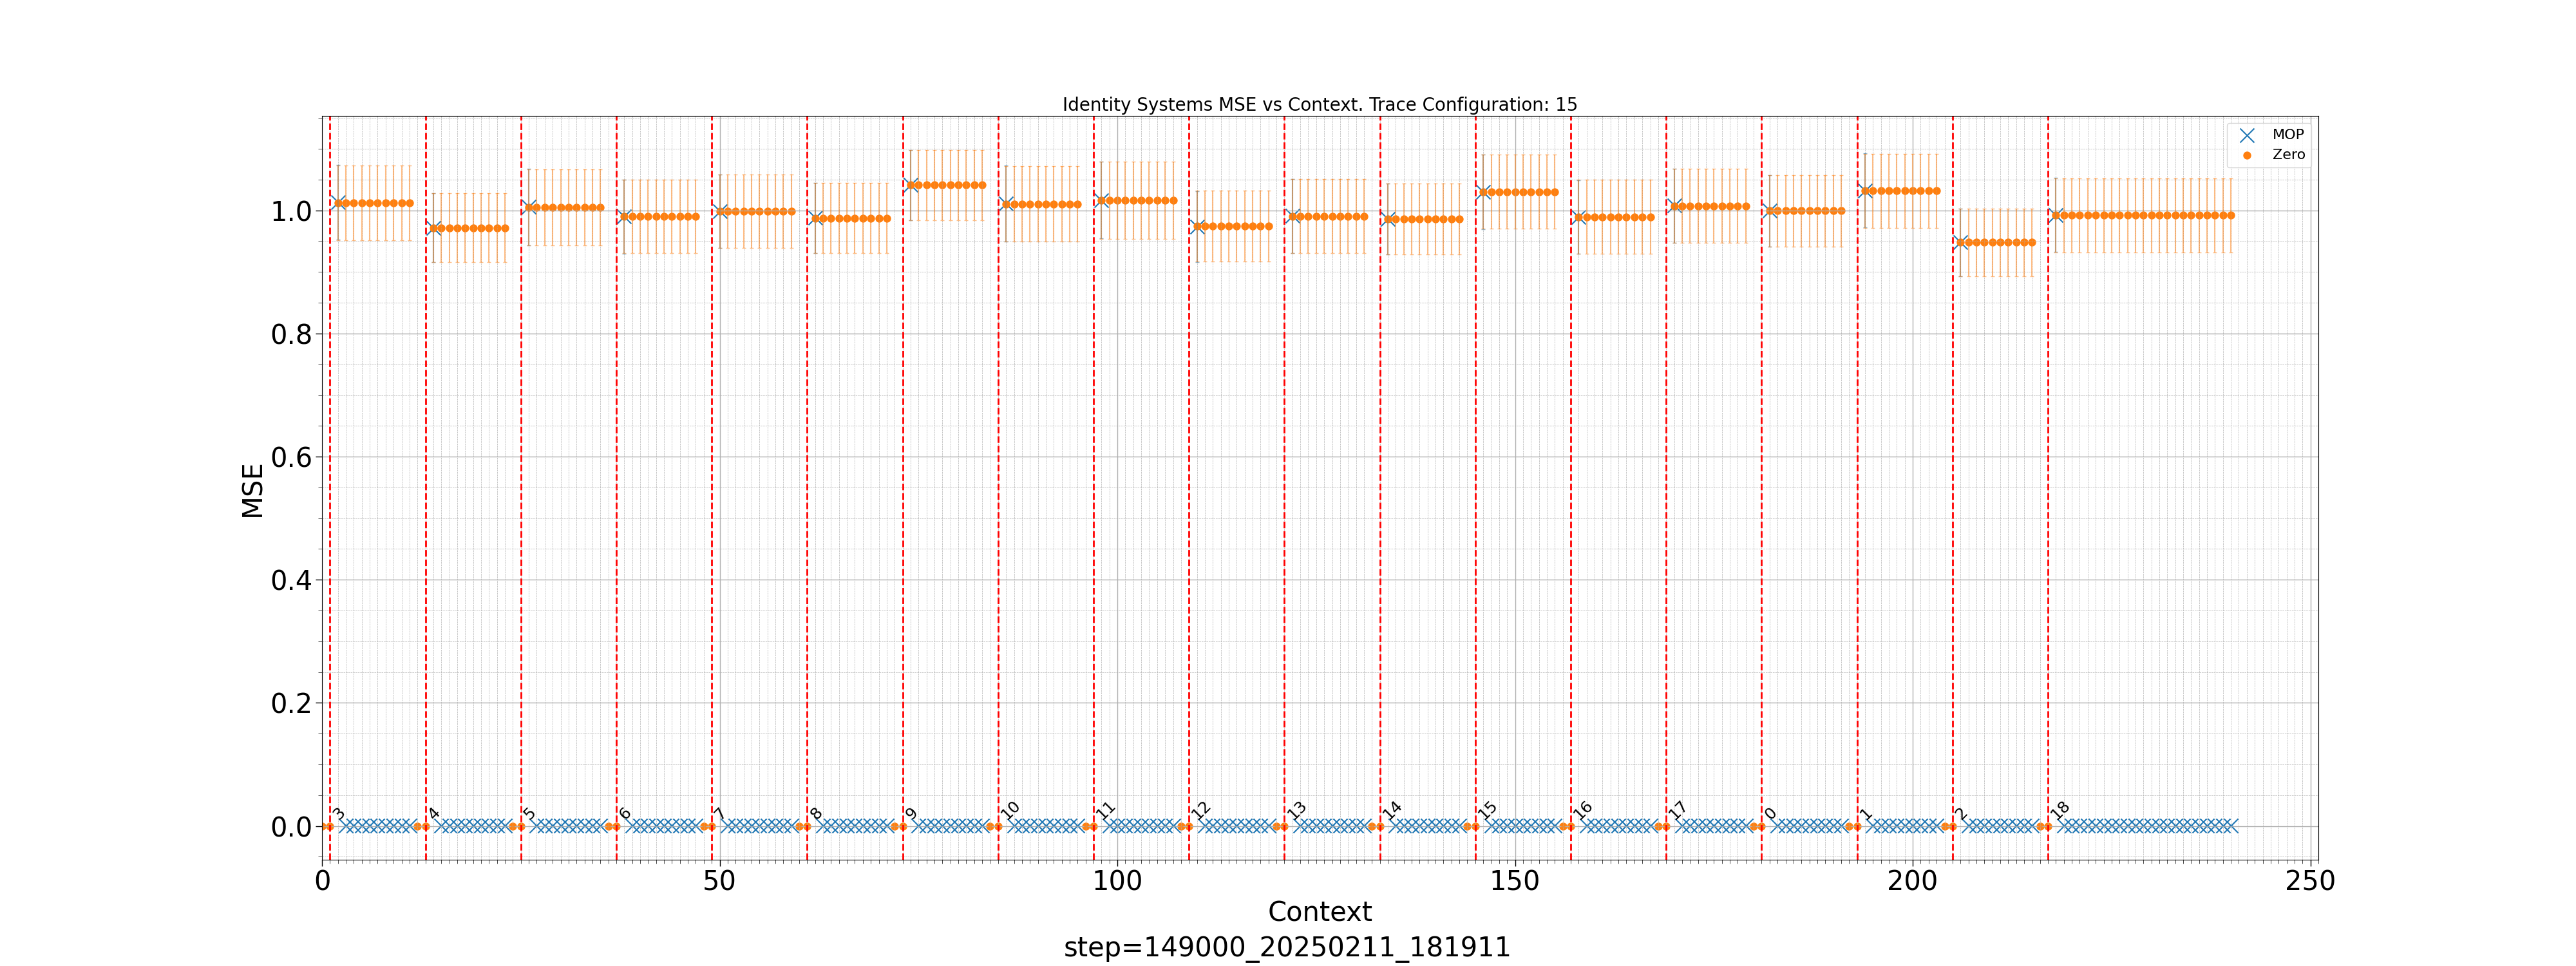 Identity Systems MSE vs Context. Trace Configuration: 15
MOP
Zero
1.0
0.8
0.6
0.4
0.2
0.0
MSE
3 4 5 6 7 8 9 10 11 12 13 14 15 16 17 0 1 2 18
0 50 100 150 200 250
Context
step=149000_20250211_181911